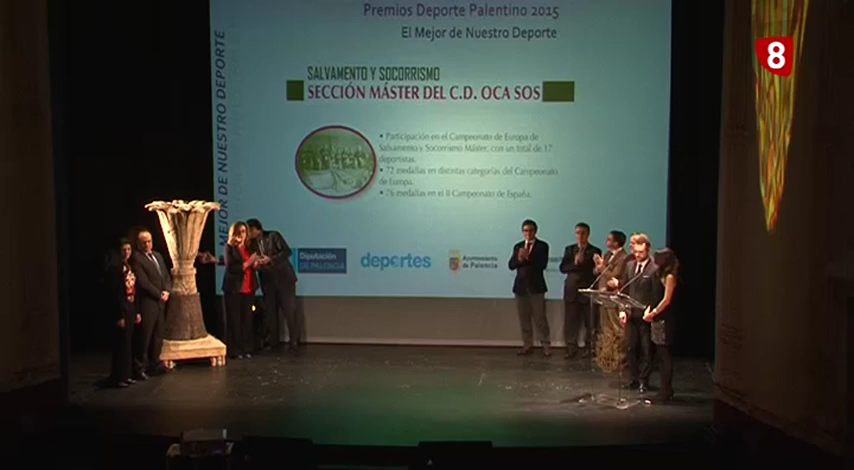 Premios Deporte Palentino 2015
El Mejor de Nuestro Deporte
MEJOR DE NUESTRO DEPORTE
8
SALVAMENTO Y SOCORRISMO
SECCIÓN MÁSTER DEL C.D. OCA SOS
• Participación en el Campeonato de Europa de
Salvamento y Socorrismo Máster, con un total de 17
deportistas.
• 72 medallas en distintas categorías del Campeonato
de Europa.
• 76 medallas en el II Campeonato de España.
Diputación
DE PALENCIA
deportes
Ayuntamiento
de Palencia